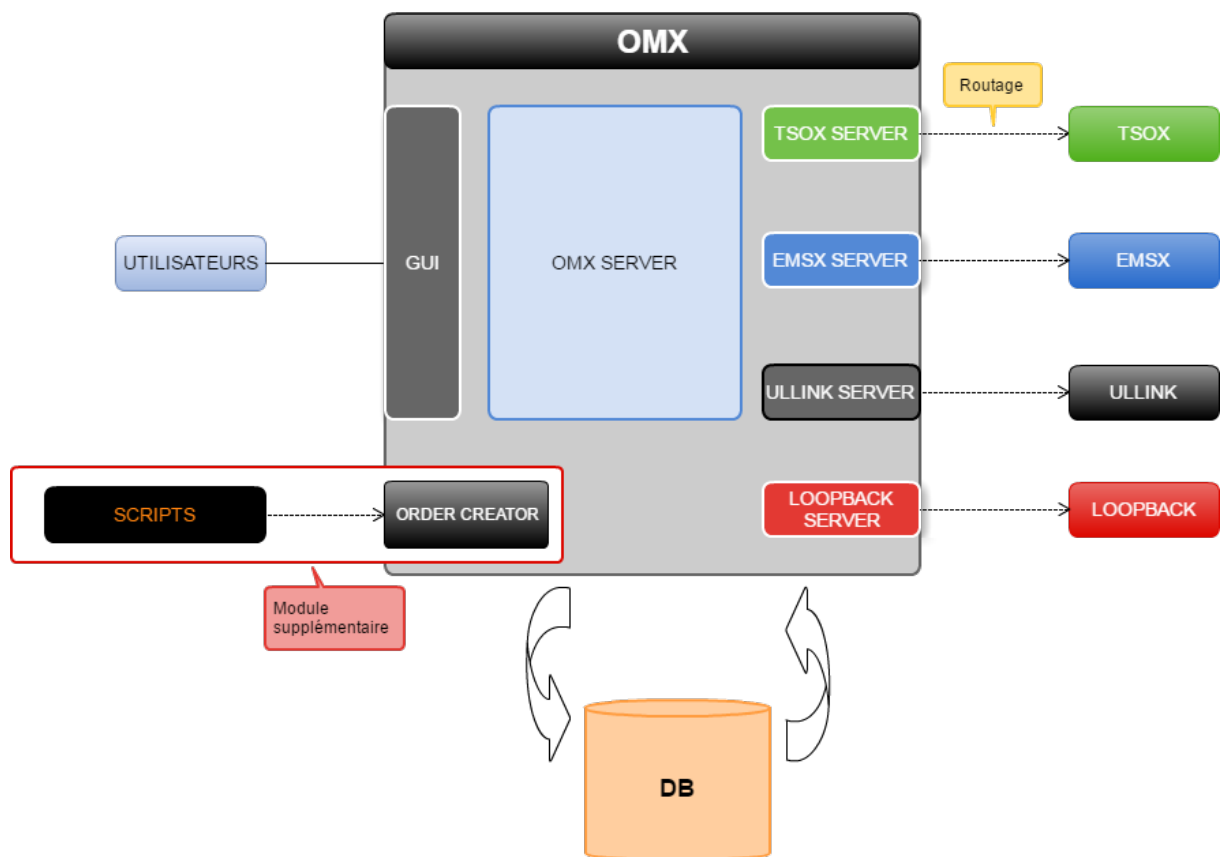 OMX
Routage
TSOX SERVER
TSOX
UTILISATEURS
GUI
OMX SERVER
EMSX SERVER
EMSX
ULLINK SERVER
ULLINK
SCRIPTS
ORDER CREATOR
LOOPBACK
SERVER
LOOPBACK
Module
supplémentaire
DB